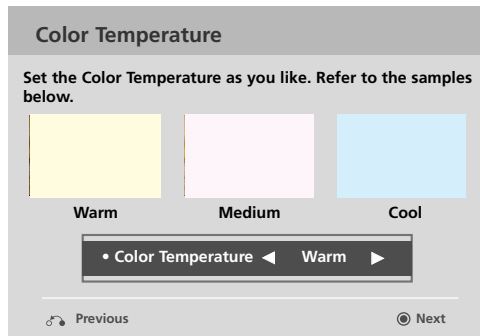 Color Temperature
Set the Color Temperature as you like. Refer to the samples
below.
Warm Medium Cool
• Color Temperature ◀ Warm ▶
Previous Next